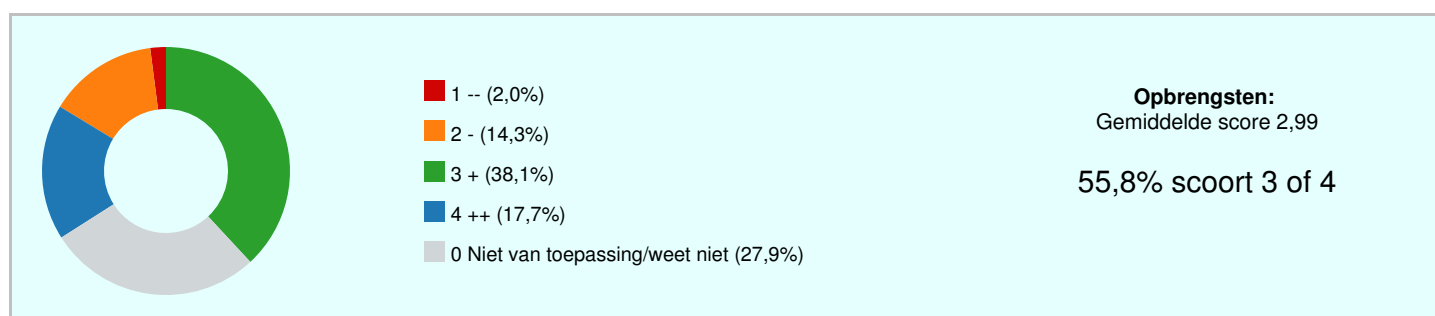 1 -- (2,0%)
2 - (14,3%)
3 + (38,1%)
4 ++ (17,7%)
0 Niet van toepassing/weet niet (27,9%)
Opbrengsten:
Gemiddelde score 2,99
55,8% scoort 3 of 4